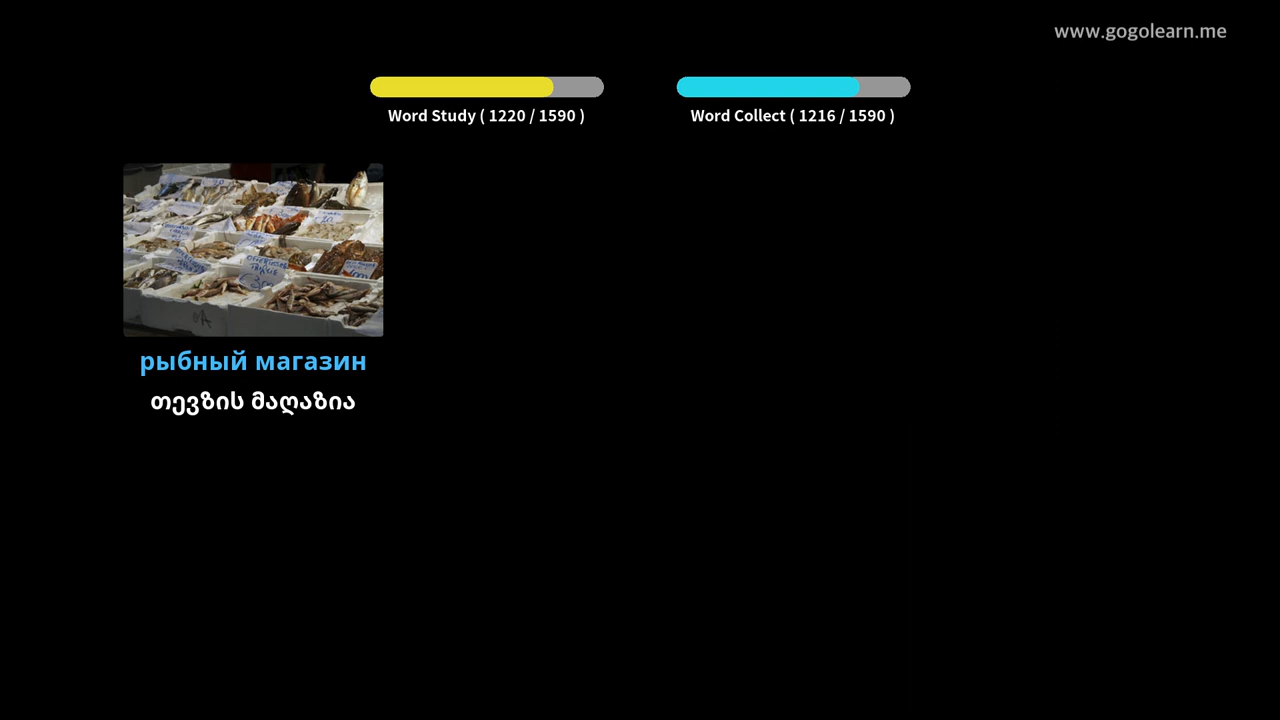 www.gogolearn.me
Word Study ( 1220 / 1590 )
Word Collect ( 1216 / 1590 )
рыбный магазин
თევზის მაღაზია